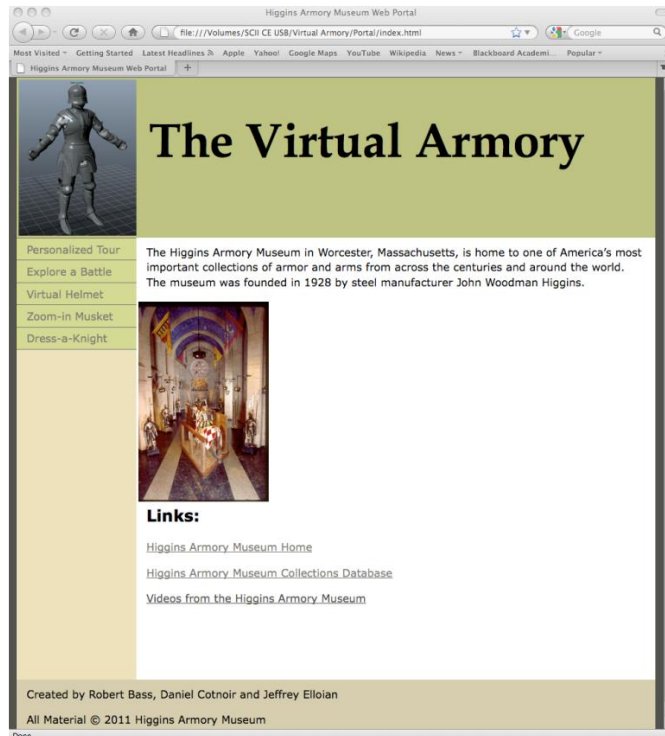 Higgins Armory Museum Web Portal
file:///Volumes/SCII CE USB/Virtual Armory/Portal/index.html
Google
Most Visited Getting Started Latest Headlines Apple Yahoo! Google Maps YouTube Wikipedia News Blackboard Academi... Popular
Higgins Armory Museum Web Portal +
The Virtual Armory
Personalized Tour
Explore a Battle
Virtual Helmet
Zoom-in Musket
Dress-a-Knight
The Higgins Armory Museum in Worcester, Massachusetts, is home to one of America's most
important collections of armor and arms from across the centuries and around the world.
The museum was founded in 1928 by steel manufacturer John Woodman Higgins.
Links:
Higgins Armory Museum Home
Higgins Armory Museum Collections Database
Videos from the Higgins Armory Museum
Created by Robert Bass, Daniel Cotnoir and Jeffrey Elloian
All Material © 2011 Higgins Armory Museum
Done